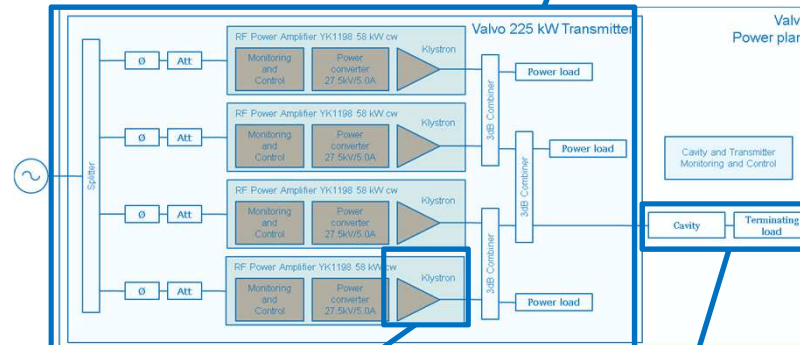 Valvo 225 kW Transmitter
Power plan
Splitter
Ø Att
RF Power Amplifier YK1198 58 kW cw
Monitoring
and
Control
Power
converter
27.5kV/5.0A
Klystron
Ø Att
RF Power Amplifier YK1198 58 kW cw
Monitoring
and
Control
Power
converter
27.5kV/5.0A
Klystron
Ø Att
RF Power Amplifier YK1198 58 kW cw
Monitoring
and
Control
Power
converter
27.5kV/5.0A
Klystron
Ø Att
RF Power Amplifier YK1198 58 kW cw
Monitoring
and
Control
Power
converter
27.5kV/5.0A
Klystron
3dB Combiner
3dB Combiner
3dB Combiner
Power load
Power load
Power load
Cavity and Transmitter
Monitoring and Control
Cavity
Terminating
load